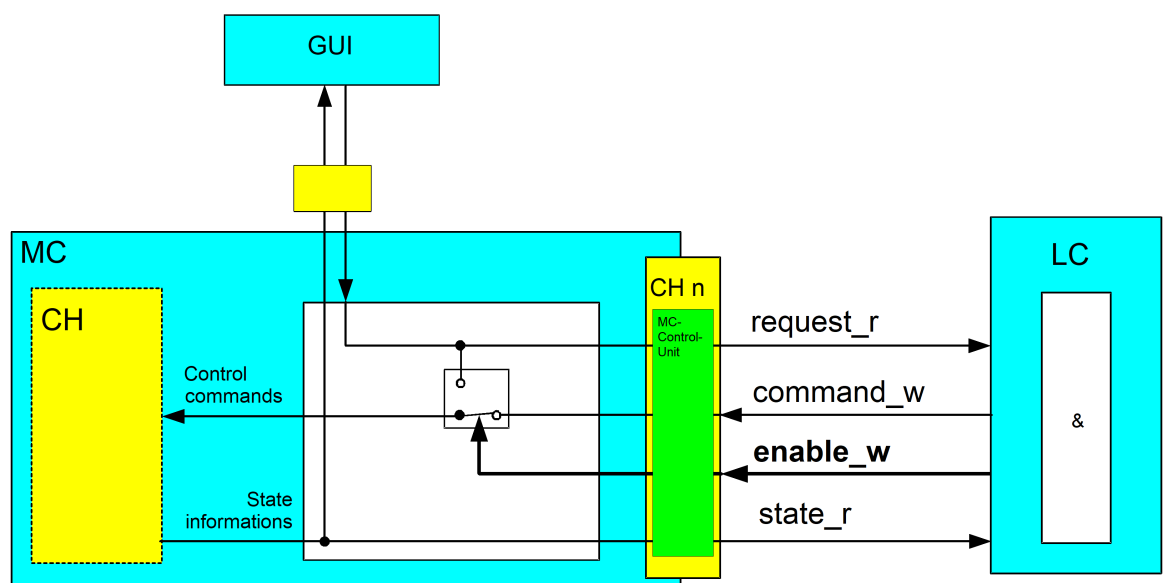 GUI
MC
LC
CH
CH n
MC-
Control-
Unit
request_r
Control
commands
command_w
&
enable_w
State
informations
state_r